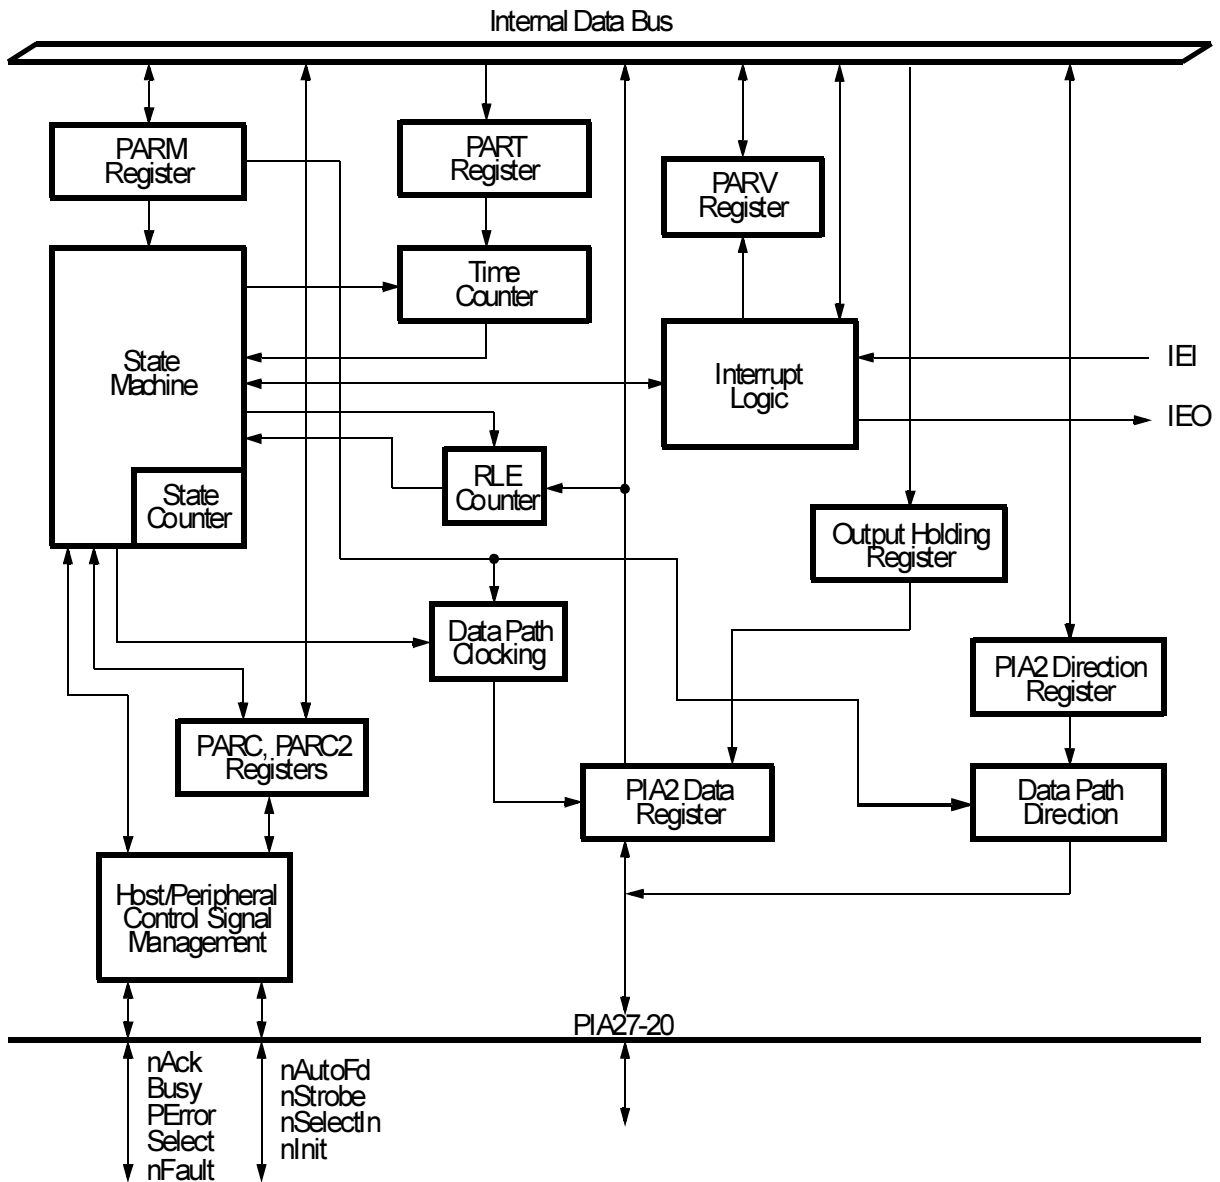 Internal Data Bus
PARM
Register
PART
Register
PARV
Register
Time
Counter
State
Machine
Interrupt
Logic
IEI
IEO
RLE
Counter
State
Counter
Output Holding
Register
Data Path
Clocking
PIA2 Direction
Register
PARC, PARC2
Registers
PIA2 Data
Register
Data Path
Direction
Host/Peripheral
Control Signal
Management
PIA27-20
nAck
Busy
PError
Select
nFault
nAutoFd
nStrobe
nSelectIn
nInit